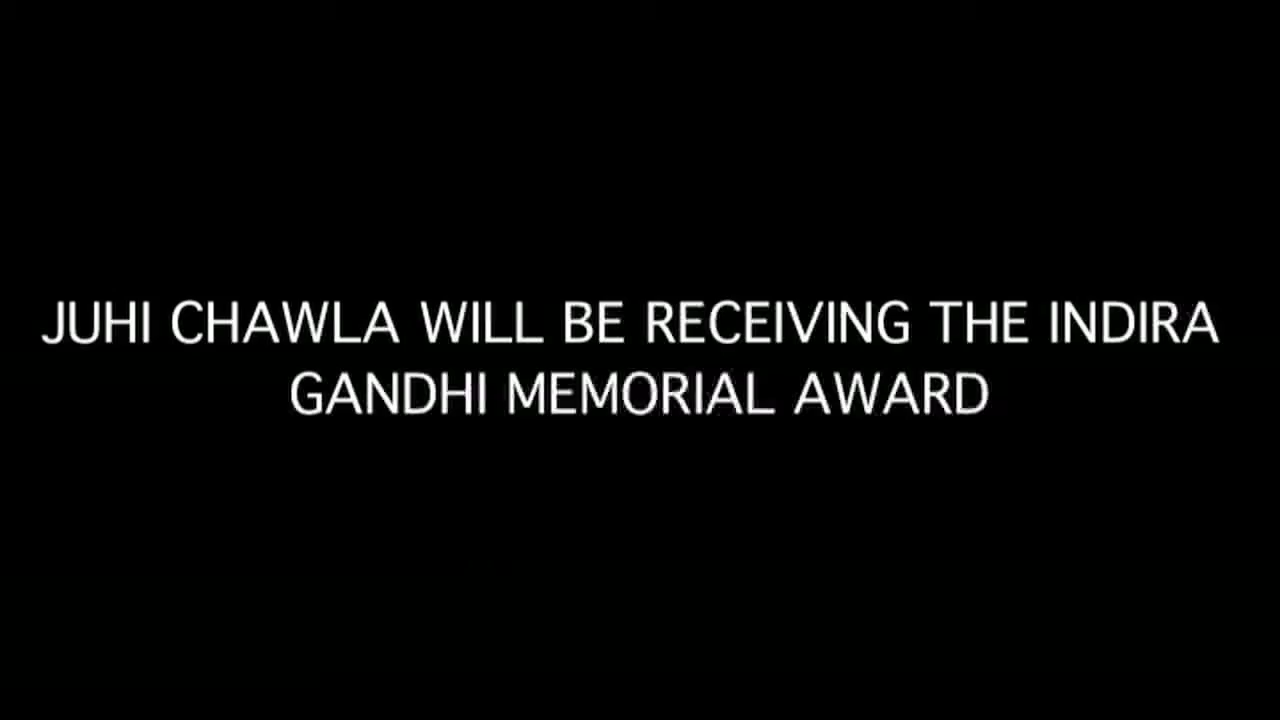 JUHI CHAWLA WILL BE RECEIVING THE INDIRA
GANDHI MEMORIAL AWARD